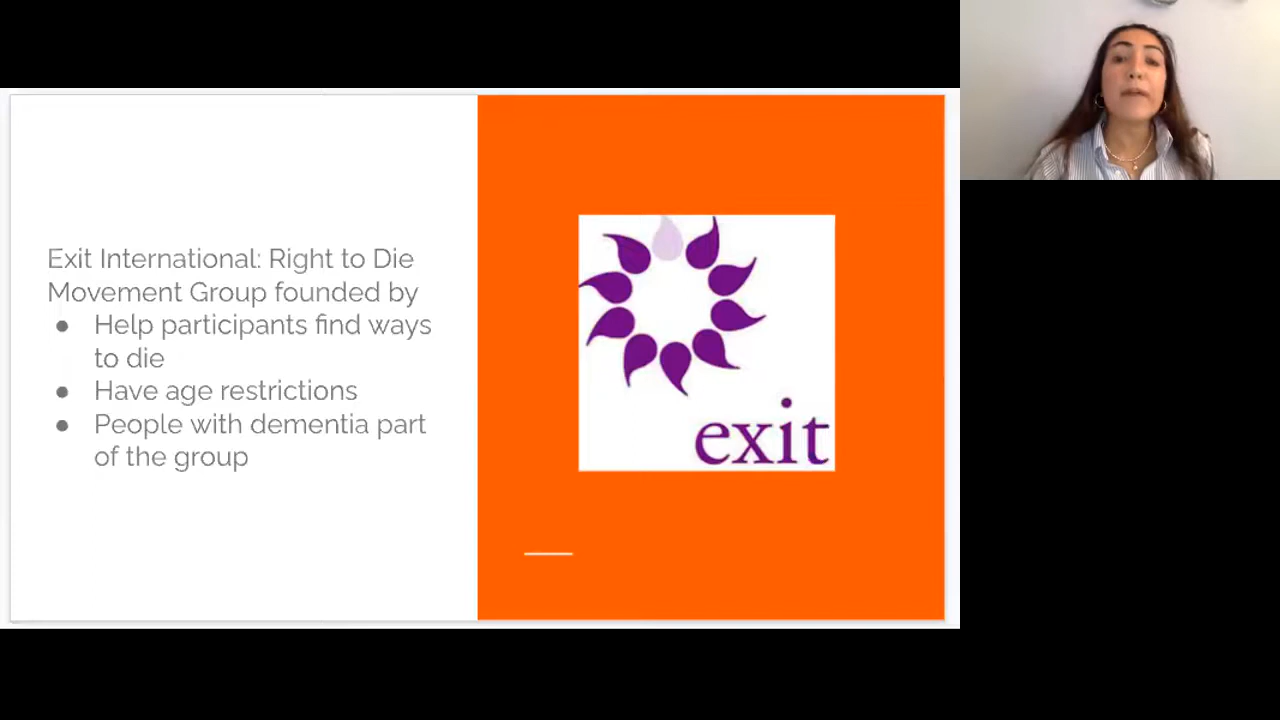 Exit International: Right to Die
Movement Group founded by
● Help participants find ways
to die
● Have age restrictions
● People with dementia part
of the group
exit